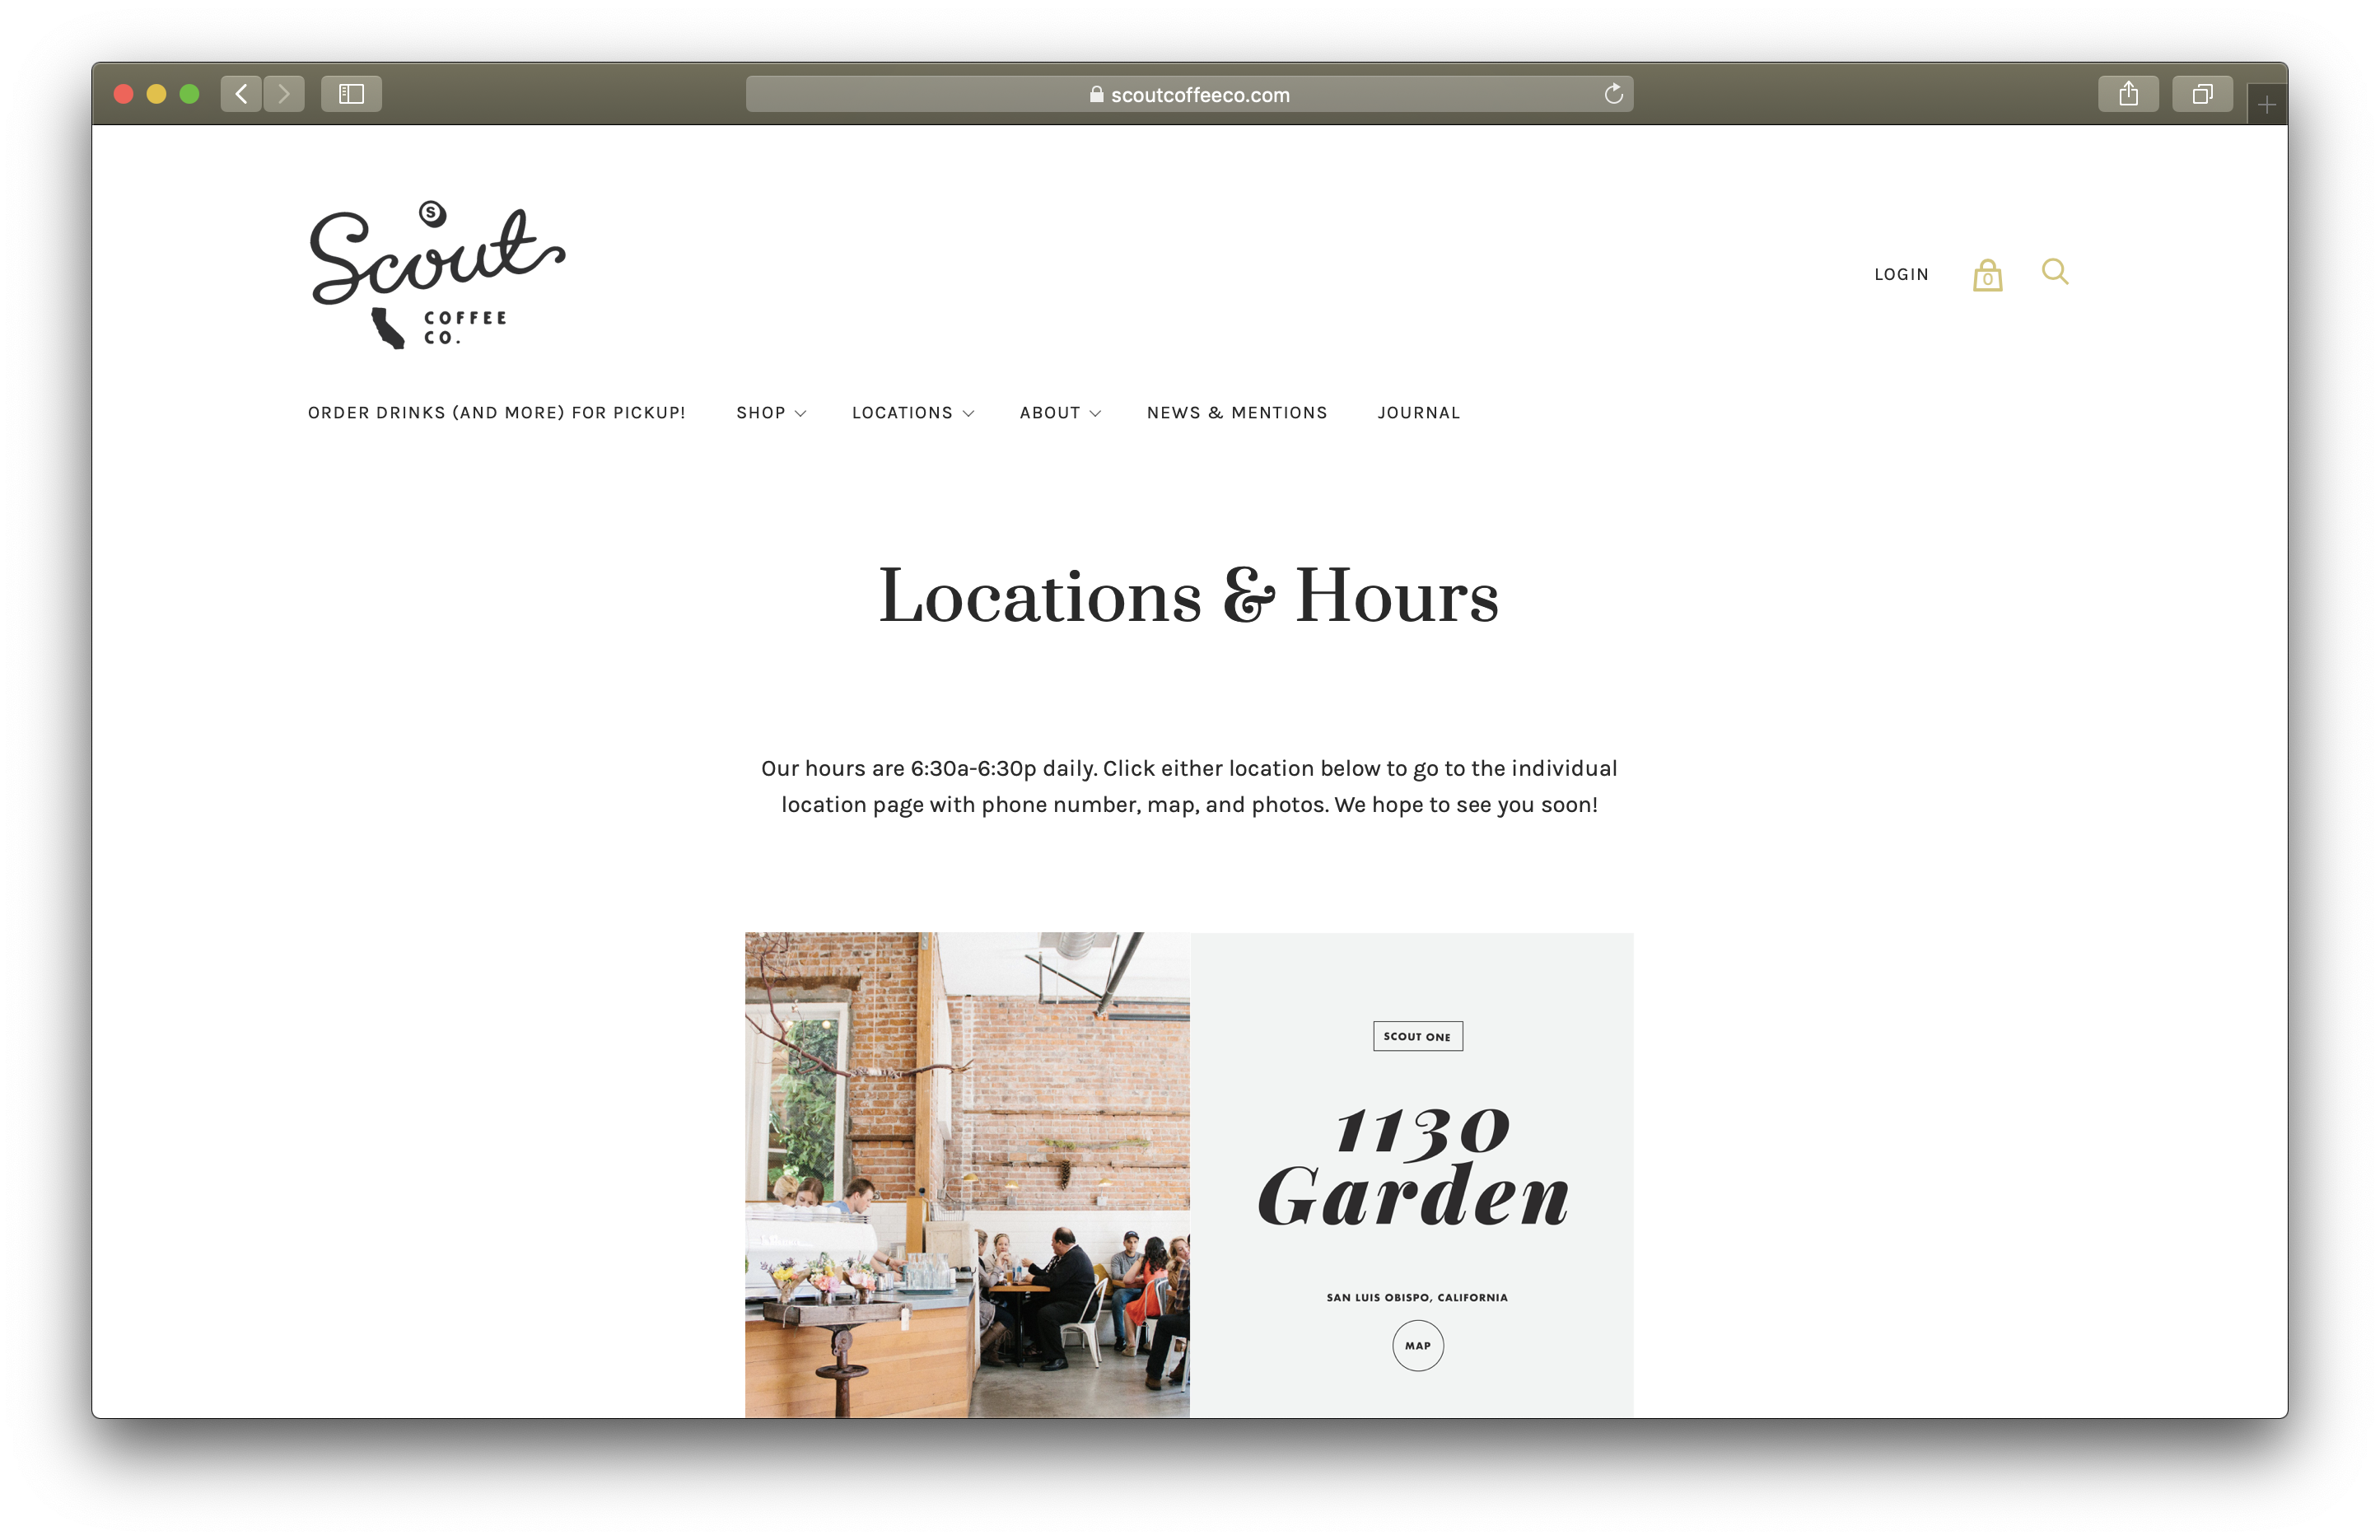 scoutcoffeeco.com
S
Scout
COFFEE
CO.
LOGIN
0
ORDER DRINKS (AND MORE) FOR PICKUP!
SHOP
LOCATIONS
ABOUT
NEWS & MENTIONS
JOURNAL
Locations & Hours
Our hours are 6:30a-6:30p daily. Click either location below to go to the individual
location page with phone number, map, and photos. We hope to see you soon!
SCOUT ONE
1130
Garden
SAN LUIS OBISPO, CALIFORNIA
MAP